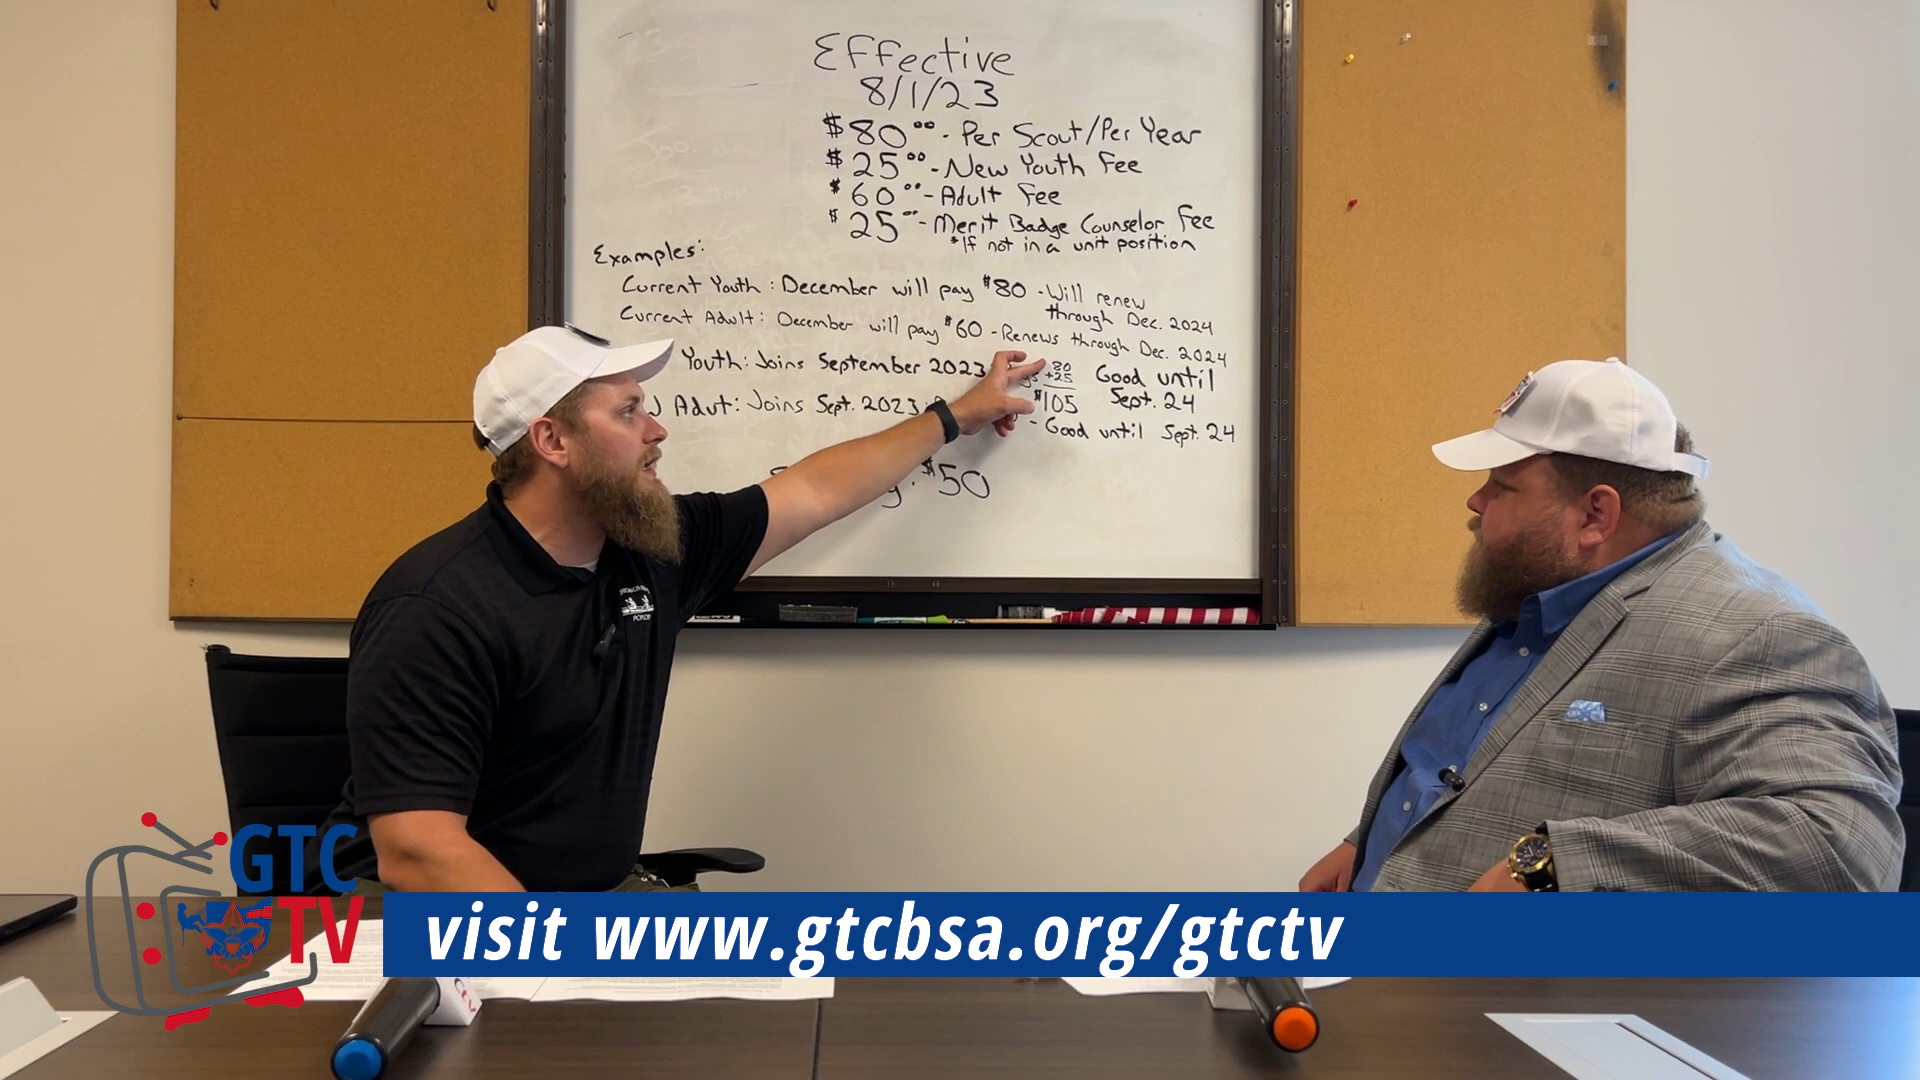 Effective
8/1/23
$80.00 - Per Scout/Per Year
$25.00 - New Youth Fee
$60.00 - Adult Fee
$25.00 - Merit Badge Counselor Fee
*If not in a unit position
Examples:
Current Youth: December will pay $80 - Will renew
through Dec. 2024
Current Adult: December will pay $60 - Renews through Dec. 2024
Youth: Joins September 2023
80
+25
$105
Good until
Sept. 24
Adut: Joins Sept. 2023:
- Good until Sept. 24
$50
GTC
TV
visit www.gtcbsa.org/gtctv